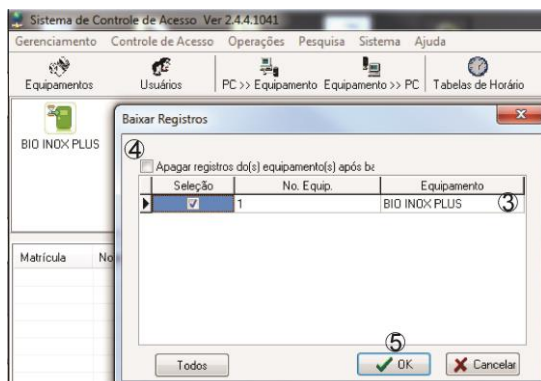 Sistema de Controle de Acesso Ver 2.4.4.1041
Gerenciamento Controle de Acesso Operações Pesquisa Sistema Ajuda
Equipamentos Usuários PC >> Equipamento Equipamento >> PC Tabelas de Horário
BIO INOX PLUS
Baixar Registros
④
Apagar registros do(s) equipamento(s) após ba
Seleção No. Equip. Equipamento
1 BIO INOX PLUS ③
Matrícula No
⑤
Todos OK Cancelar